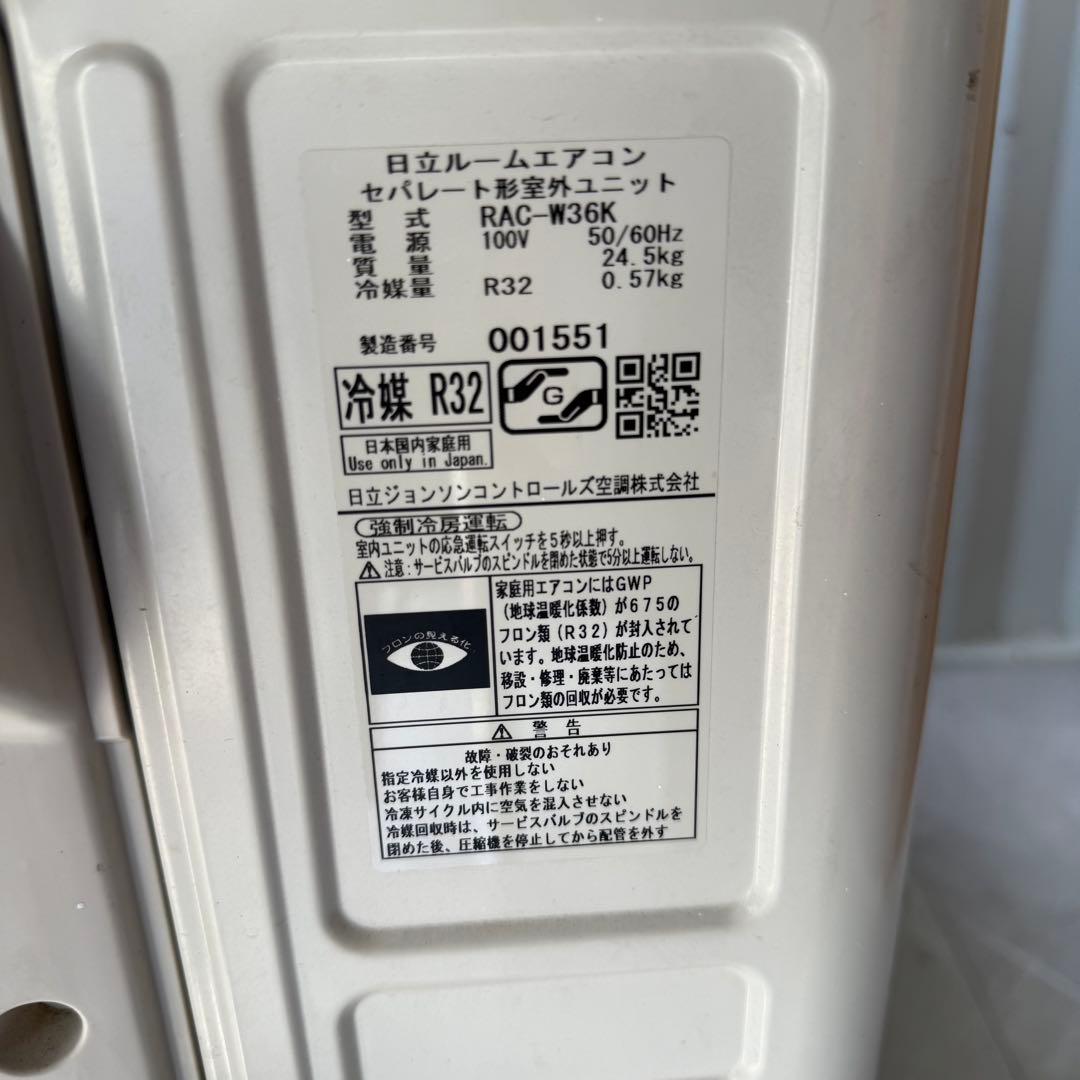 日立ルームエアコン
セパレート形室外ユニット
型式 RAC-W36K
電源 100V 50/60Hz
質量 24.5kg
冷媒量 R32 0.57kg
製造番号 001551
冷媒 R32
G
日本国内家庭用
Use only in Japan.
日立ジョンソンコントロールズ空調株式会社
強制冷房運転
室内ユニットの応急運転スイッチを5秒以上押す。
注意:サービスバルブのスピンドルを閉めた状態で5分以上運転しない。
フロンの見える化
家庭用エアコンにはGWP
(地球温暖化係数)が675の
フロン類(R32)が封入されて
います。地球温暖化防止のため、
移設・修理・廃棄等にあたっては
フロン類の回収が必要です。
警告
故障・破裂のおそれあり
指定冷媒以外を使用しない
お客様自身で工事作業をしない
冷凍サイクル内に空気を混入させない
冷媒回収時は、サービスバルブのスピンドルを
閉めた後、圧縮機を停止してから配管を外す